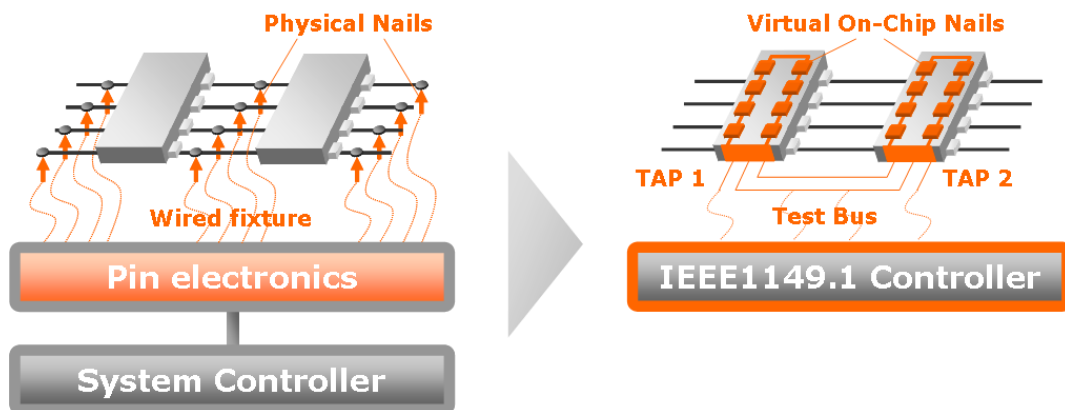 Physical Nails
Wired fixture
Pin electronics
System Controller
Virtual On-Chip Nails
TAP 1
TAP 2
Test Bus
IEEE1149.1 Controller